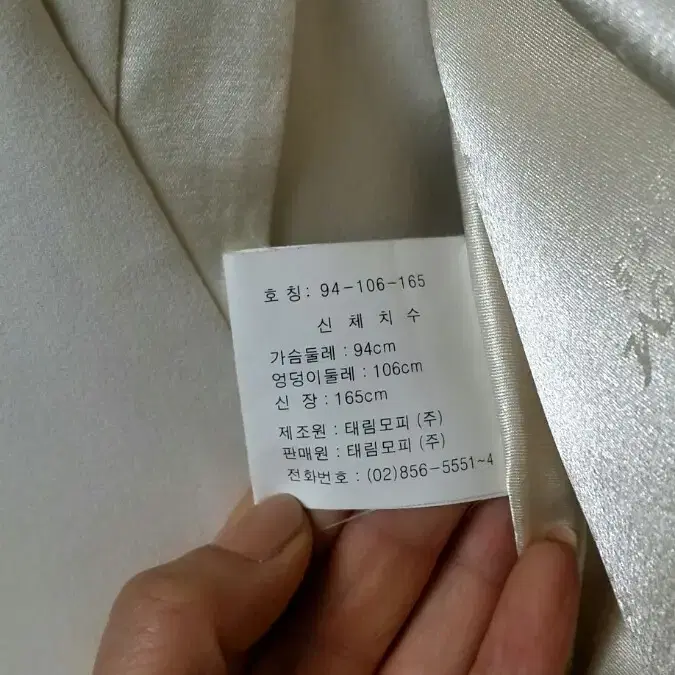 호 칭 : 94-106-165
신 체 치 수
가슴둘레 : 94cm
엉덩이둘레 : 106cm
신 장 : 165cm
제조원 : 태림모피 (주)
판매원 : 태림모피 (주)
전화번호 : (02)856-5551~4